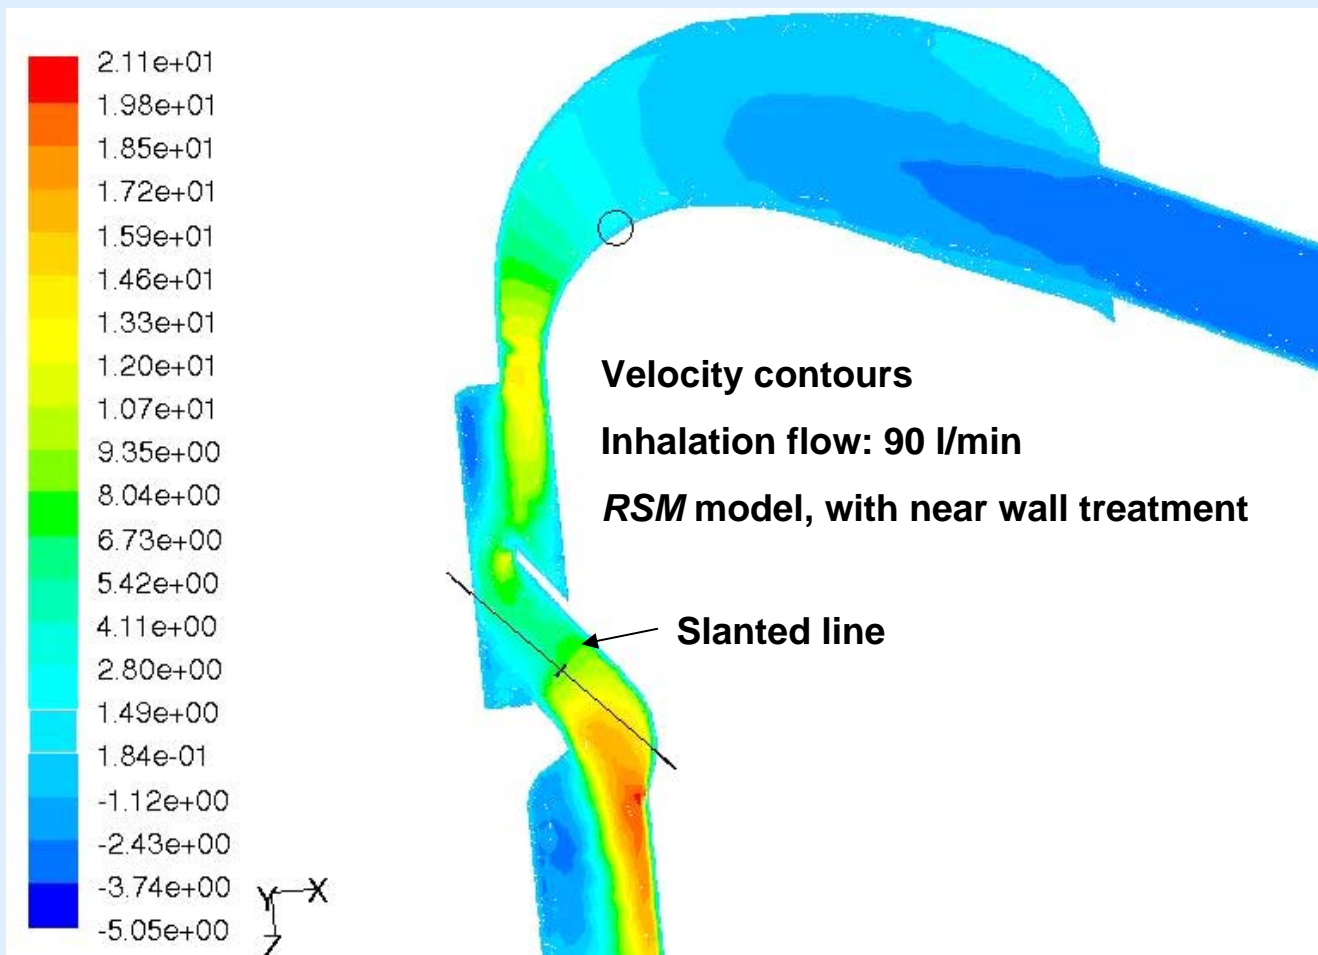 2.11e+01
1.98e+01
1.85e+01
1.72e+01
1.59e+01
1.46e+01
1.33e+01
1.20e+01
1.07e+01
9.35e+00
8.04e+00
6.73e+00
5.42e+00
4.11e+00
2.80e+00
1.49e+00
1.84e-01
-1.12e+00
-2.43e+00
-3.74e+00
-5.05e+00
Y X
Z
Velocity contours
Inhalation flow: 90 l/min
RSM model, with near wall treatment
Slanted line